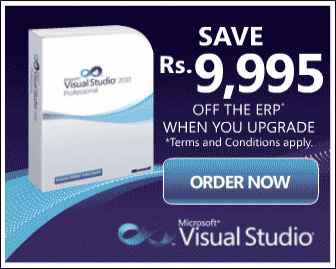 SAVE
Rs.9,995
OFF THE ERP*
WHEN YOU UPGRADE
*Terms and Conditions apply.
ORDER NOW
Microsoft®
Visual Studio®
Microsoft®
Visual Studio 2010
Professional
Microsoft